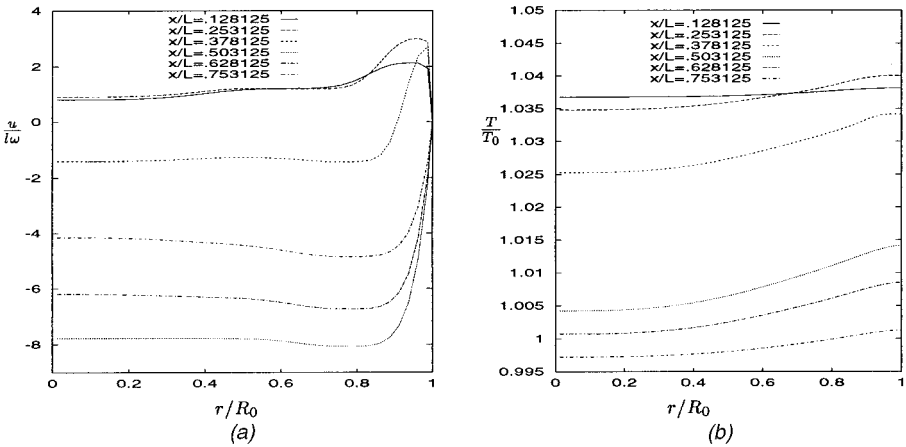 x/L=.128125
x/L=.253125
x/L=.378125
x/L=.503125
x/L=.628125
x/L=.753125
4
2
0
-2
-4
-6
-8
u
lω
0
0.2
0.4
0.6
0.8
1
r/R₀
(a)
x/L=.128125
x/L=.253125
x/L=.378125
x/L=.503125
x/L=.628125
x/L=.753125
1.05
1.045
1.04
1.035
1.03
1.025
1.02
1.015
1.01
1.005
1
0.995
T
T₀
0
0.2
0.4
0.6
0.8
1
r/R₀
(b)